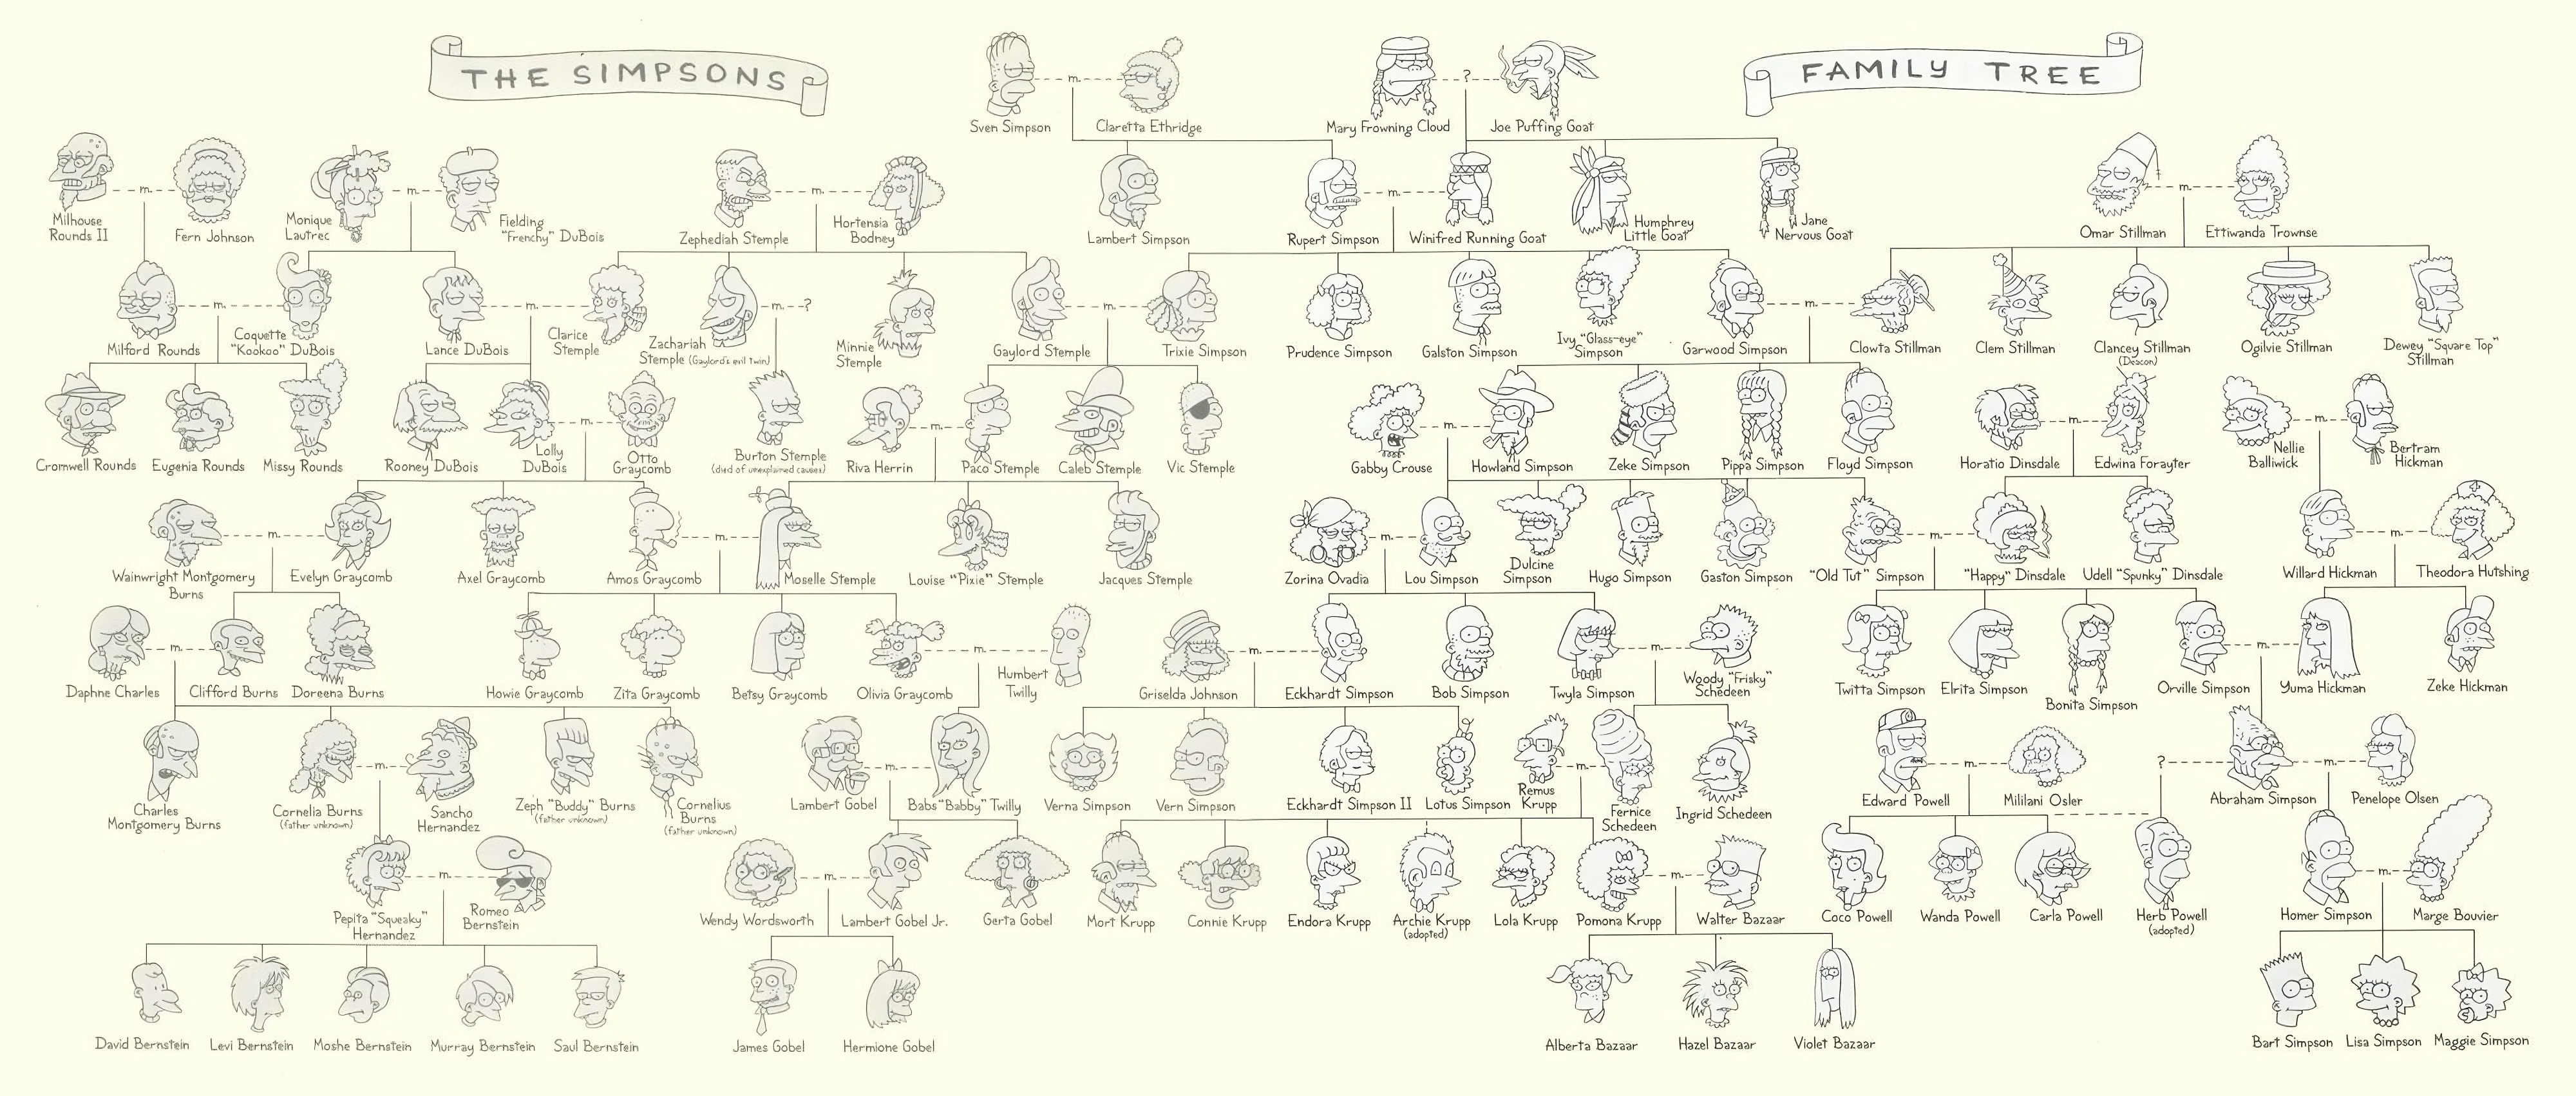 THE SIMPSONS
FAMILY TREE
Sven Simpson
m.
Claretta Ethridge
Mary Frowning Cloud
?
Joe Puffing Goat
Milhouse
Rounds II
m.
Fern Johnson
Monique
Lautrec
m.
Fielding
"Frenchy" DuBois
Zephediah Stemple
m.
Hortensia
Bodney
Lambert Simpson
Rupert Simpson
m.
Winifred Running Goat
Humphrey
Little Goat
Jane
Nervous Goat
Omar Stillman
m.
Ettiwanda Trownse
Milford Rounds
m.
Coquette
"Kookoo" DuBois
Lance DuBois
m.
Clarice
Stemple
Zachariah
Stemple (Gaylord's evil twin)
m.
?
Minnie
Stemple
Gaylord Stemple
m.
Trixie Simpson
Prudence Simpson
Galston Simpson
Ivy "Glass-eye"
Simpson
Garwood Simpson
m.
Clowta Stillman
Clem Stillman
Clancey Stillman
(Deacon)
Ogilvie Stillman
Dewey "Square Top"
Stillman
Cromwell Rounds
Eugenia Rounds
Missy Rounds
Rooney DuBois
Lolly
DuBois
m.
Otto
Graycomb
Burton Stemple
(died of unexplained causes)
Riva Herrin
m.
Paco Stemple
Caleb Stemple
Vic Stemple
Gabby Crouse
m.
Howland Simpson
Zeke Simpson
Pippa Simpson
Floyd Simpson
Horatio Dinsdale
m.
Edwina Forayter
Nellie
Balliwick
m.
Bertram
Hickman
Wainwright Montgomery
Burns
m.
Evelyn Graycomb
Axel Graycomb
Amos Graycomb
m.
Moselle Stemple
Louise "Pixie" Stemple
Jacques Stemple
Zorina Ovadia
m.
Lou Simpson
Dulcine
Simpson
Hugo Simpson
Gaston Simpson
"Old Tut" Simpson
m.
"Happy" Dinsdale
Udell "Spunky" Dinsdale
Willard Hickman
m.
Theodora Hutshing
Daphne Charles
m.
Clifford Burns
Doreena Burns
Howie Graycomb
Zita Graycomb
Betsy Graycomb
Olivia Graycomb
m.
Humbert
Twilly
Griselda Johnson
m.
Eckhardt Simpson
Bob Simpson
Twyla Simpson
m.
Woody "Frisky"
Schedeen
Twitta Simpson
Elrita Simpson
Bonita Simpson
Orville Simpson
m.
Yuma Hickman
Zeke Hickman
Charles
Montgomery Burns
Cornelia Burns
(father unknown)
m.
Sancho
Hernandez
Zeph "Buddy" Burns
(father unknown)
Cornelius
Burns
(father unknown)
Lambert Gobel
m.
Babs "Babby" Twilly
Verna Simpson
Vern Simpson
Eckhardt Simpson II
Lotus Simpson
Remus
Krupp
m.
Fernice
Schedeen
Ingrid Schedeen
Edward Powell
m.
Mililani Osler
?
Abraham Simpson
m.
Penelope Olsen
Pepita "Squeaky"
Hernandez
m.
Romeo
Bernstein
Wendy Wordsworth
m.
Lambert Gobel Jr.
Gerta Gobel
Mort Krupp
Connie Krupp
Endora Krupp
Archie Krupp
(adopted)
Lola Krupp
Pomona Krupp
m.
Walter Bazaar
Coco Powell
Wanda Powell
Carla Powell
Herb Powell
(adopted)
Homer Simpson
m.
Marge Bouvier
David Bernstein
Levi Bernstein
Moshe Bernstein
Murray Bernstein
Saul Bernstein
James Gobel
Hermione Gobel
Alberta Bazaar
Hazel Bazaar
Violet Bazaar
Bart Simpson
Lisa Simpson
Maggie Simpson